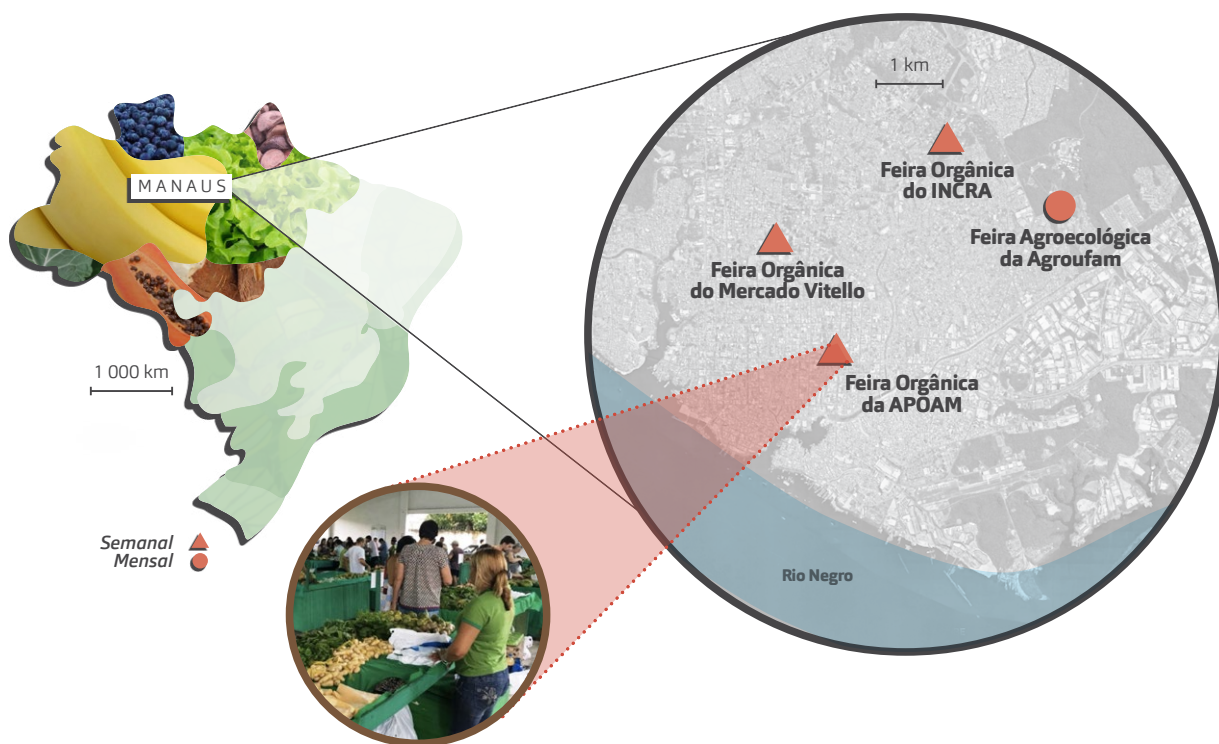 MANAUS
1 000 km
Semanal
Mensal
1 km
Feira Orgânica
do INCRA
Feira Agroecológica
da Agroufam
Feira Orgânica
do Mercado Vitello
Feira Orgânica
da APOAM
Rio Negro